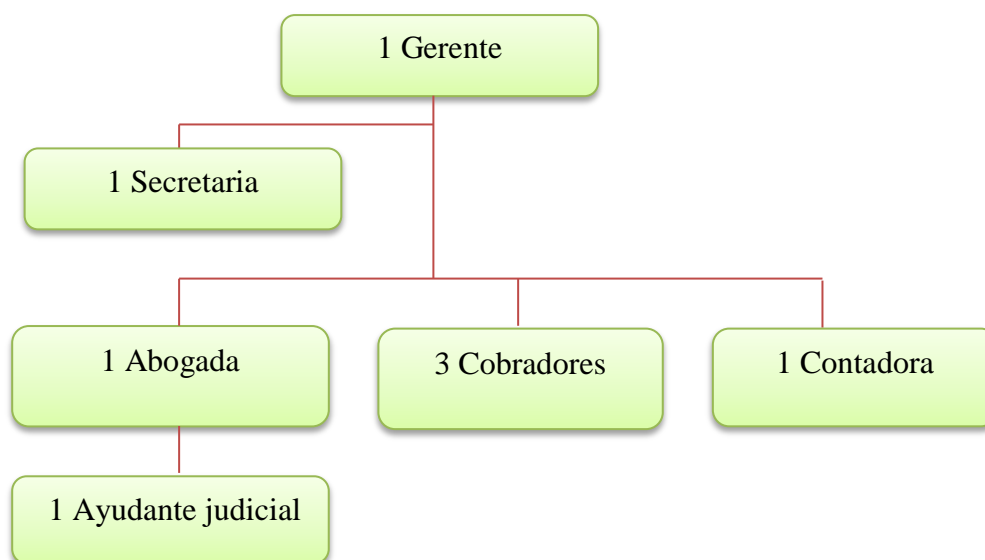 1 Gerente
1 Secretaria
1 Abogada
3 Cobradores
1 Contadora
1 Ayudante judicial